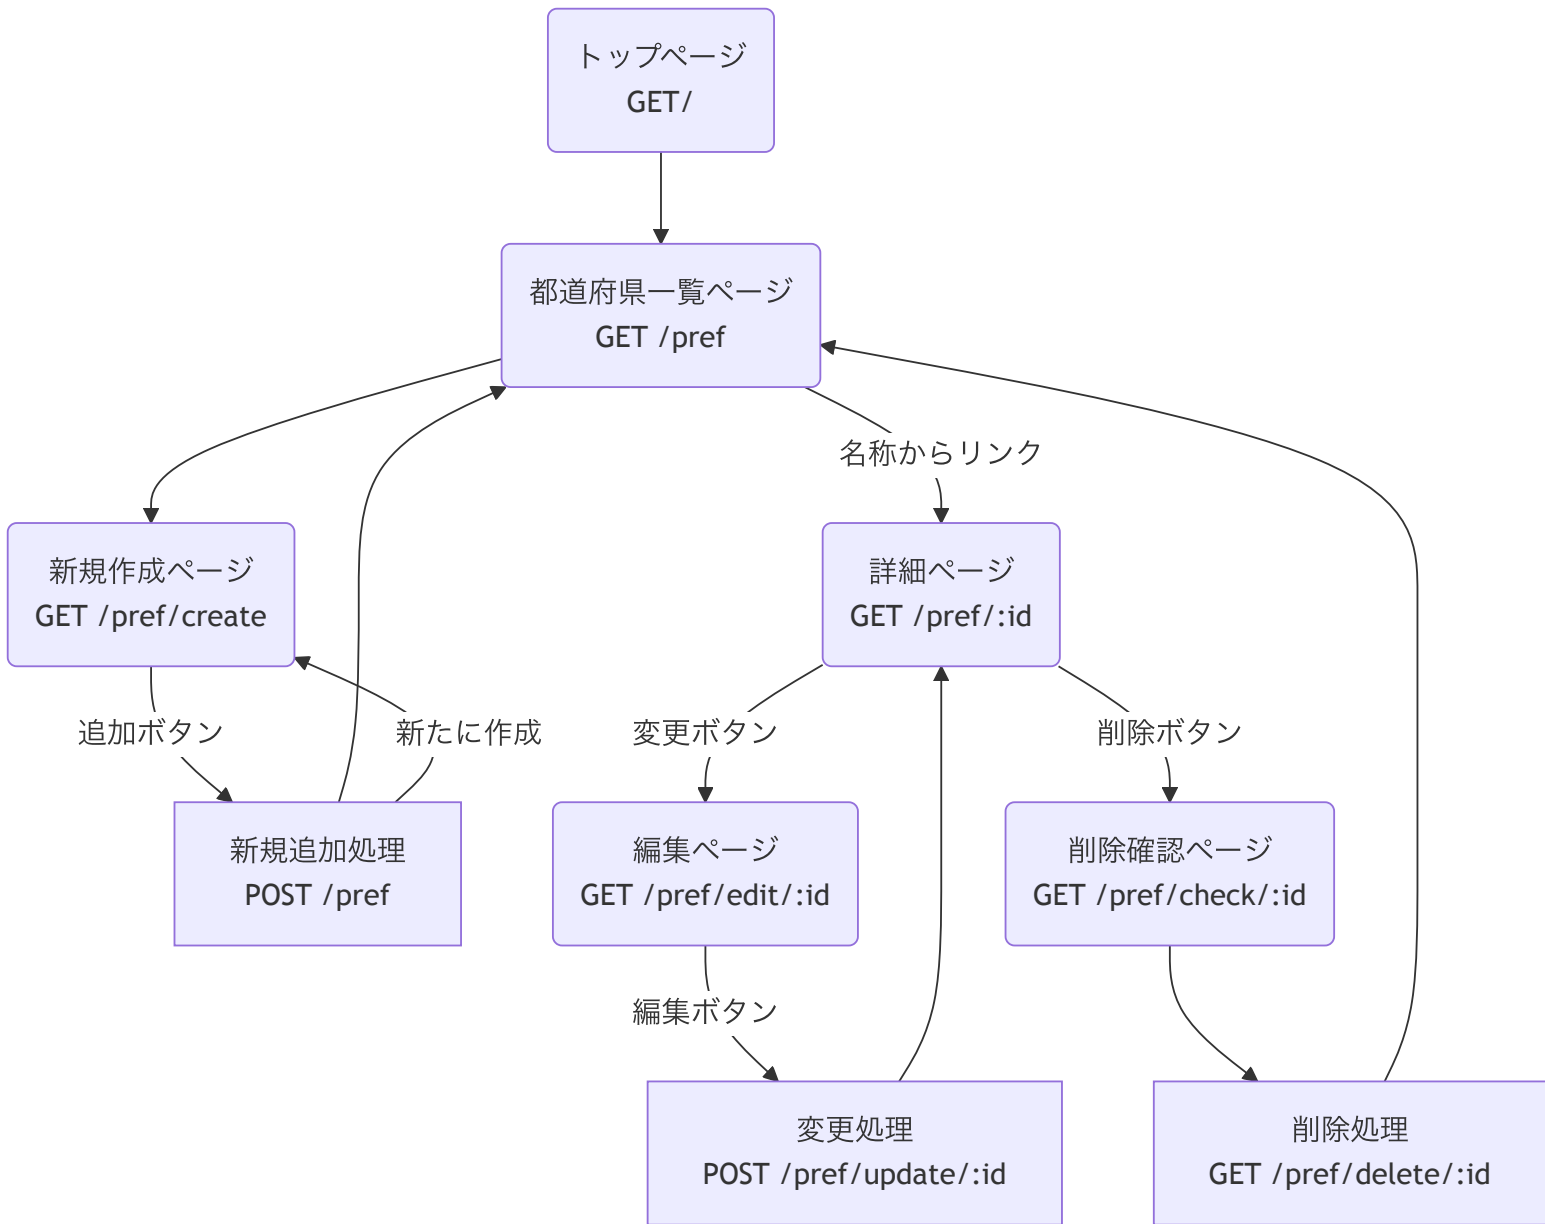 トップページ
GET/
都道府県一覧ページ
GET /pref
名称からリンク
新規作成ページ
GET /pref/create
詳細ページ
GET /pref/:id
追加ボタン
新たに作成
変更ボタン
削除ボタン
新規追加処理
POST /pref
編集ページ
GET /pref/edit/:id
削除確認ページ
GET /pref/check/:id
編集ボタン
変更処理
POST /pref/update/:id
削除処理
GET /pref/delete/:id